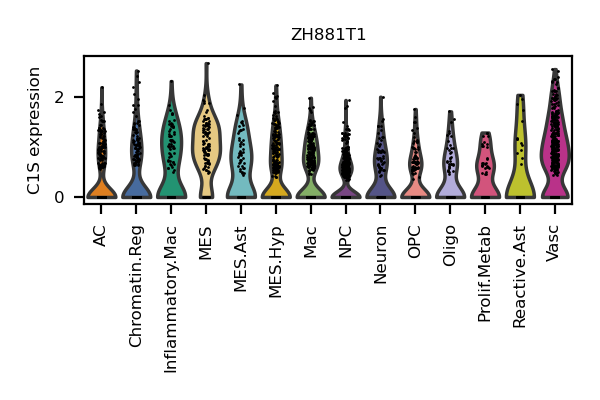 ZH881T1
C1S expression
2
0
AC
Chromatin.Reg
Inflammatory.Mac
MES
MES.Ast
MES.Hyp
Mac
NPC
Neuron
OPC
Oligo
Prolif.Metab
Reactive.Ast
Vasc